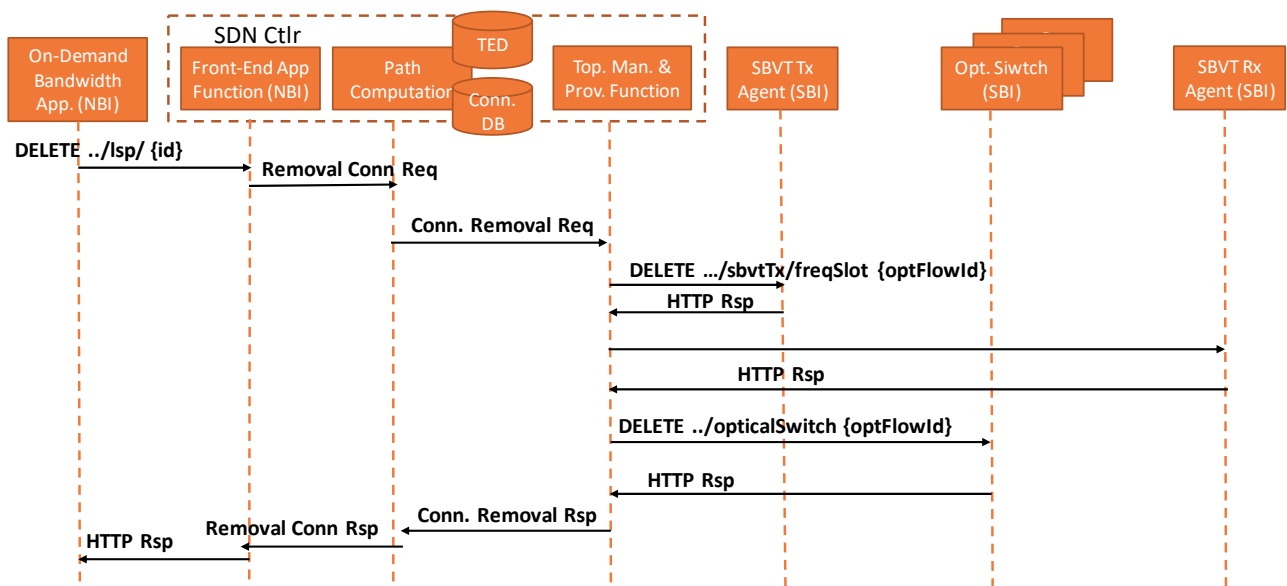 SDN Ctlr
On-Demand
Bandwidth
App. (NBI)
Front-End App
Function (NBI)
Path
Computation
TED
Conn.
DB
Top. Man. &
Prov. Function
SBVT Tx
Agent (SBI)
Opt. Siwtch
(SBI)
SBVT Rx
Agent (SBI)
DELETE ../lsp/ {id}
Removal Conn Req
Conn. Removal Req
DELETE .../sbvtTx/freqSlot {optFlowId}
HTTP Rsp
HTTP Rsp
DELETE ../opticalSwitch {optFlowId}
HTTP Rsp
Conn. Removal Rsp
Removal Conn Rsp
HTTP Rsp